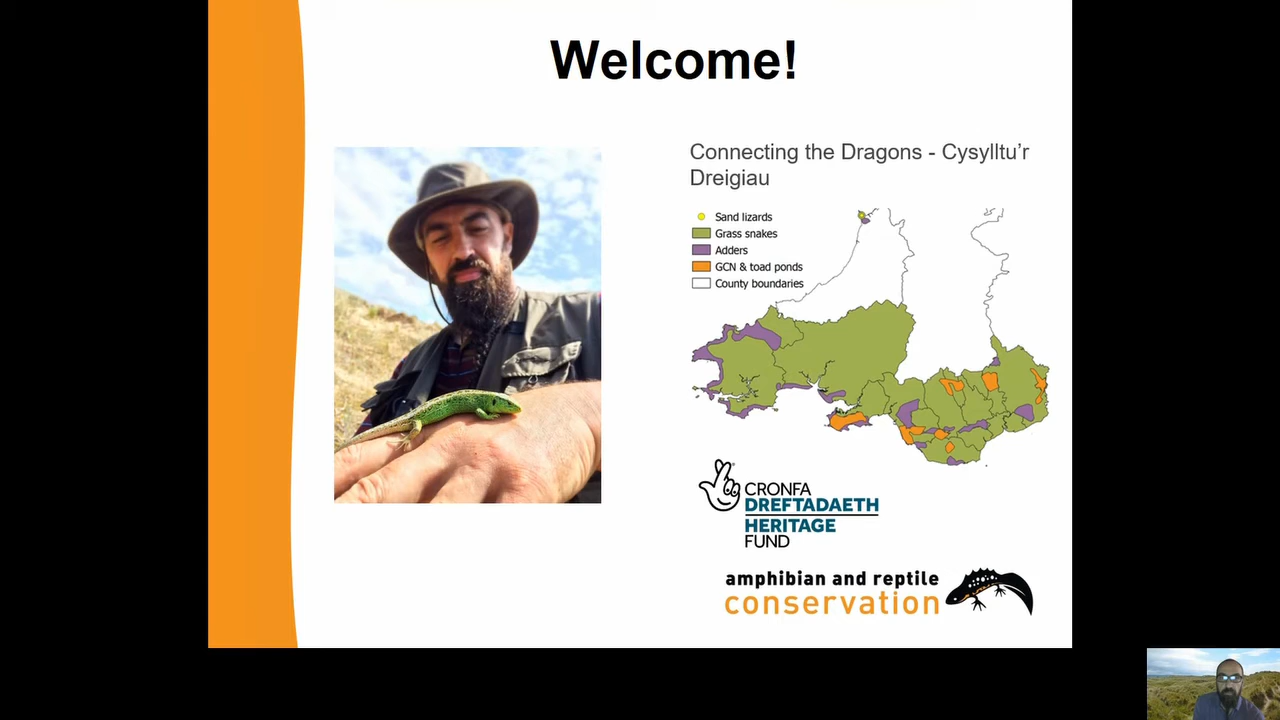 Welcome!
Connecting the Dragons - Cysylltu’r
Dreigiau
Sand lizards
Grass snakes
Adders
GCN & toad ponds
County boundaries
CRONFA
DREFTADAETH
HERITAGE
FUND
amphibian and reptile
conservation